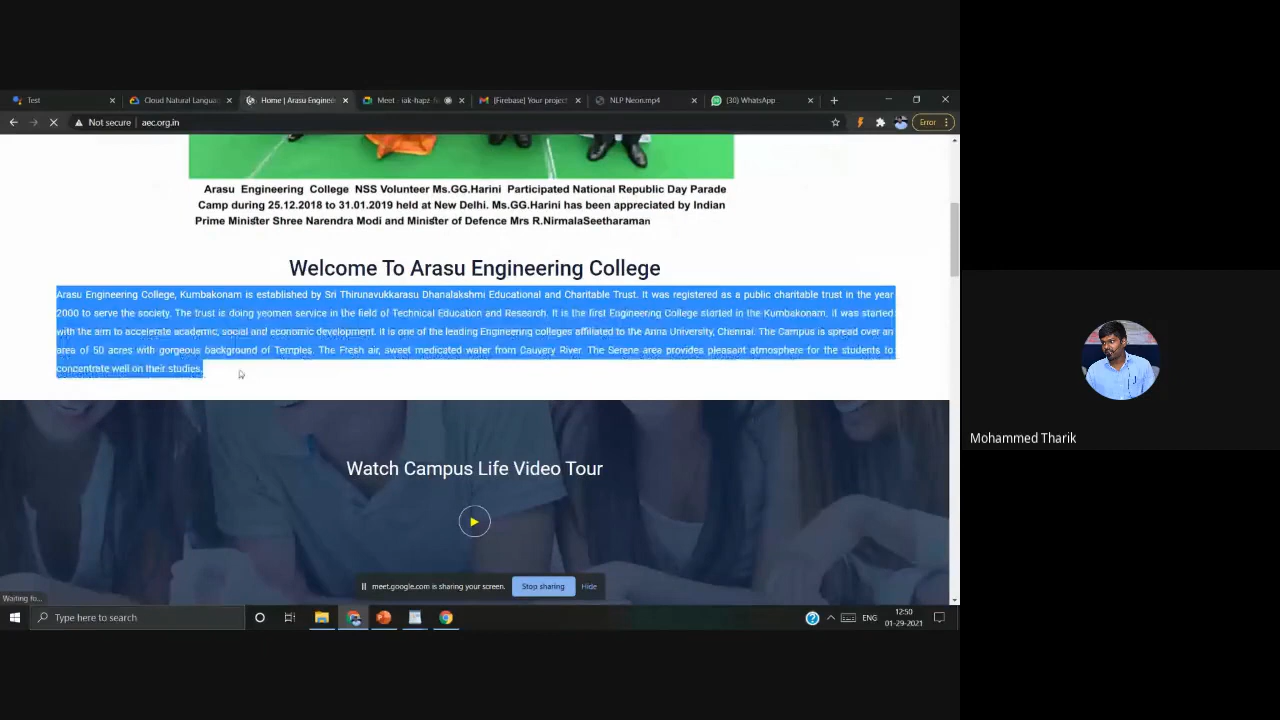 Test
Cloud Natural Langua
Home | Arasu Enginee
Meet
iak-hapz-
[Firebase] Your projec
NLP Neon.mp4
(30) WhatsApp
Not secure
aec.org.in
Error
Arasu Engineering College NSS Volunteer Ms.GG.Harini Participated National Republic Day Parade
Camp during 25.12.2018 to 31.01.2019 held at New Delhi. Ms.GG.Harini has been appreciated by Indian
Prime Minister Shree Narendra Modi and Minister of Defence Mrs R.NirmalaSeetharaman
Welcome To Arasu Engineering College
Arasu Engineering College, Kumbakonam is established by Sri Thirunavukkarasu Dhanalakshmi Educational and Charitable Trust. It was registered as a public charitable trust in the year
2000 to serve the society. The trust is doing yeomen service in the field of Technical Education and Research. It is the first Engineering College started in the Kumbakonam. it was started
with the aim to accelerate academic, social and economic development. It is one of the leading Engineering colleges affiliated to the Anna University, Chennai. The Campus is spread over an
area of 50 acres with gorgeous background of Temples. The Fresh air, sweet medicated water from Cauvery River. The Serene area provides pleasant atmosphere for the students to
concentrate well on their studies.
Watch Campus Life Video Tour
meet.google.com is sharing your screen.
Stop sharing
Hide
Waiting fo...
Type here to search
ENG
12:50
01-29-2021
Mohammed Tharik